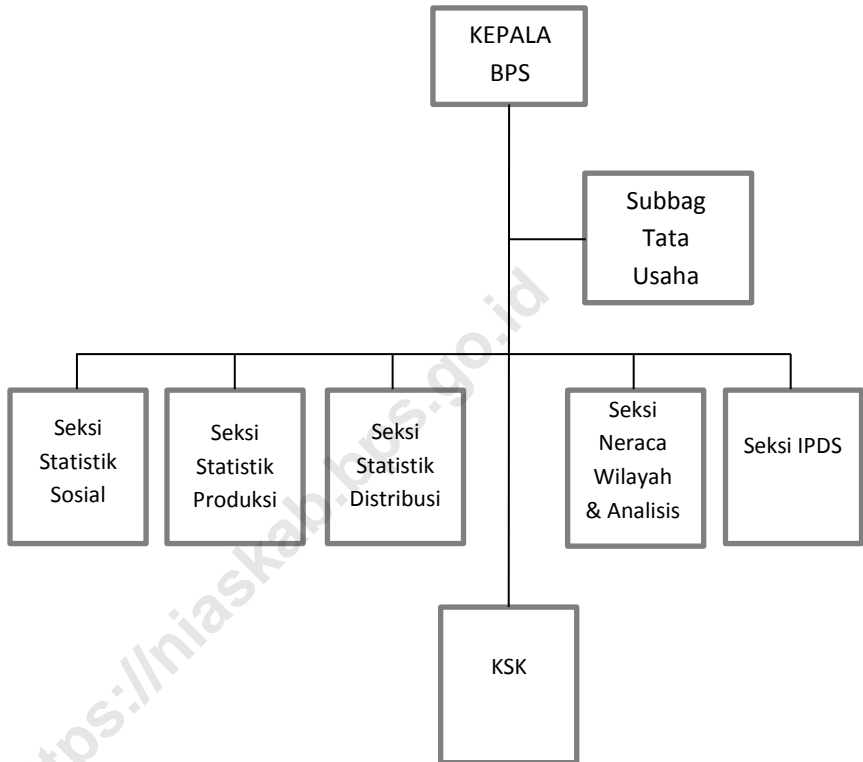 KEPALA
BPS
Subbag
Tata
Usaha
Seksi
Statistik
Sosial
Seksi
Statistik
Produksi
Seksi
Statistik
Distribusi
Seksi
Neraca
Wilayah
& Analisis
Seksi IPDS
KSK
tps://niaskab.bps.go.id